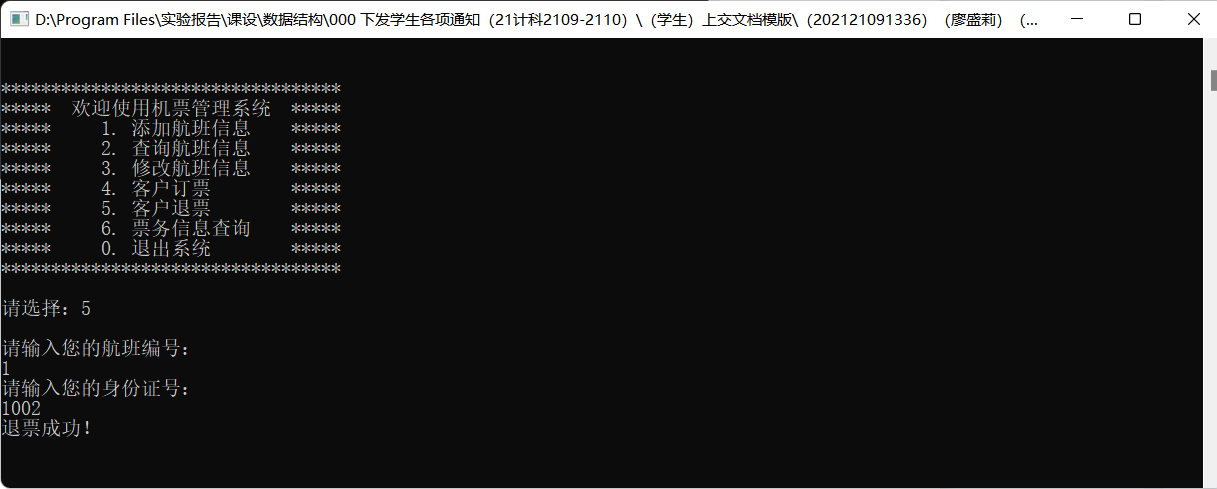 D:\Program Files\实验报告\课设\数据结构\000 下发学生各项通知（21计科2109-2110）\（学生）上交文档模版\（202121091336）（廖盛莉）（...
**********************************
*****  欢迎使用机票管理系统  *****
*****     1. 添加航班信息    *****
*****     2. 查询航班信息    *****
*****     3. 修改航班信息    *****
*****     4. 客户订票        *****
*****     5. 客户退票        *****
*****     6. 票务信息查询    *****
*****     0. 退出系统        *****
**********************************
请选择：5
请输入您的航班编号：
1
请输入您的身份证号：
1002
退票成功！